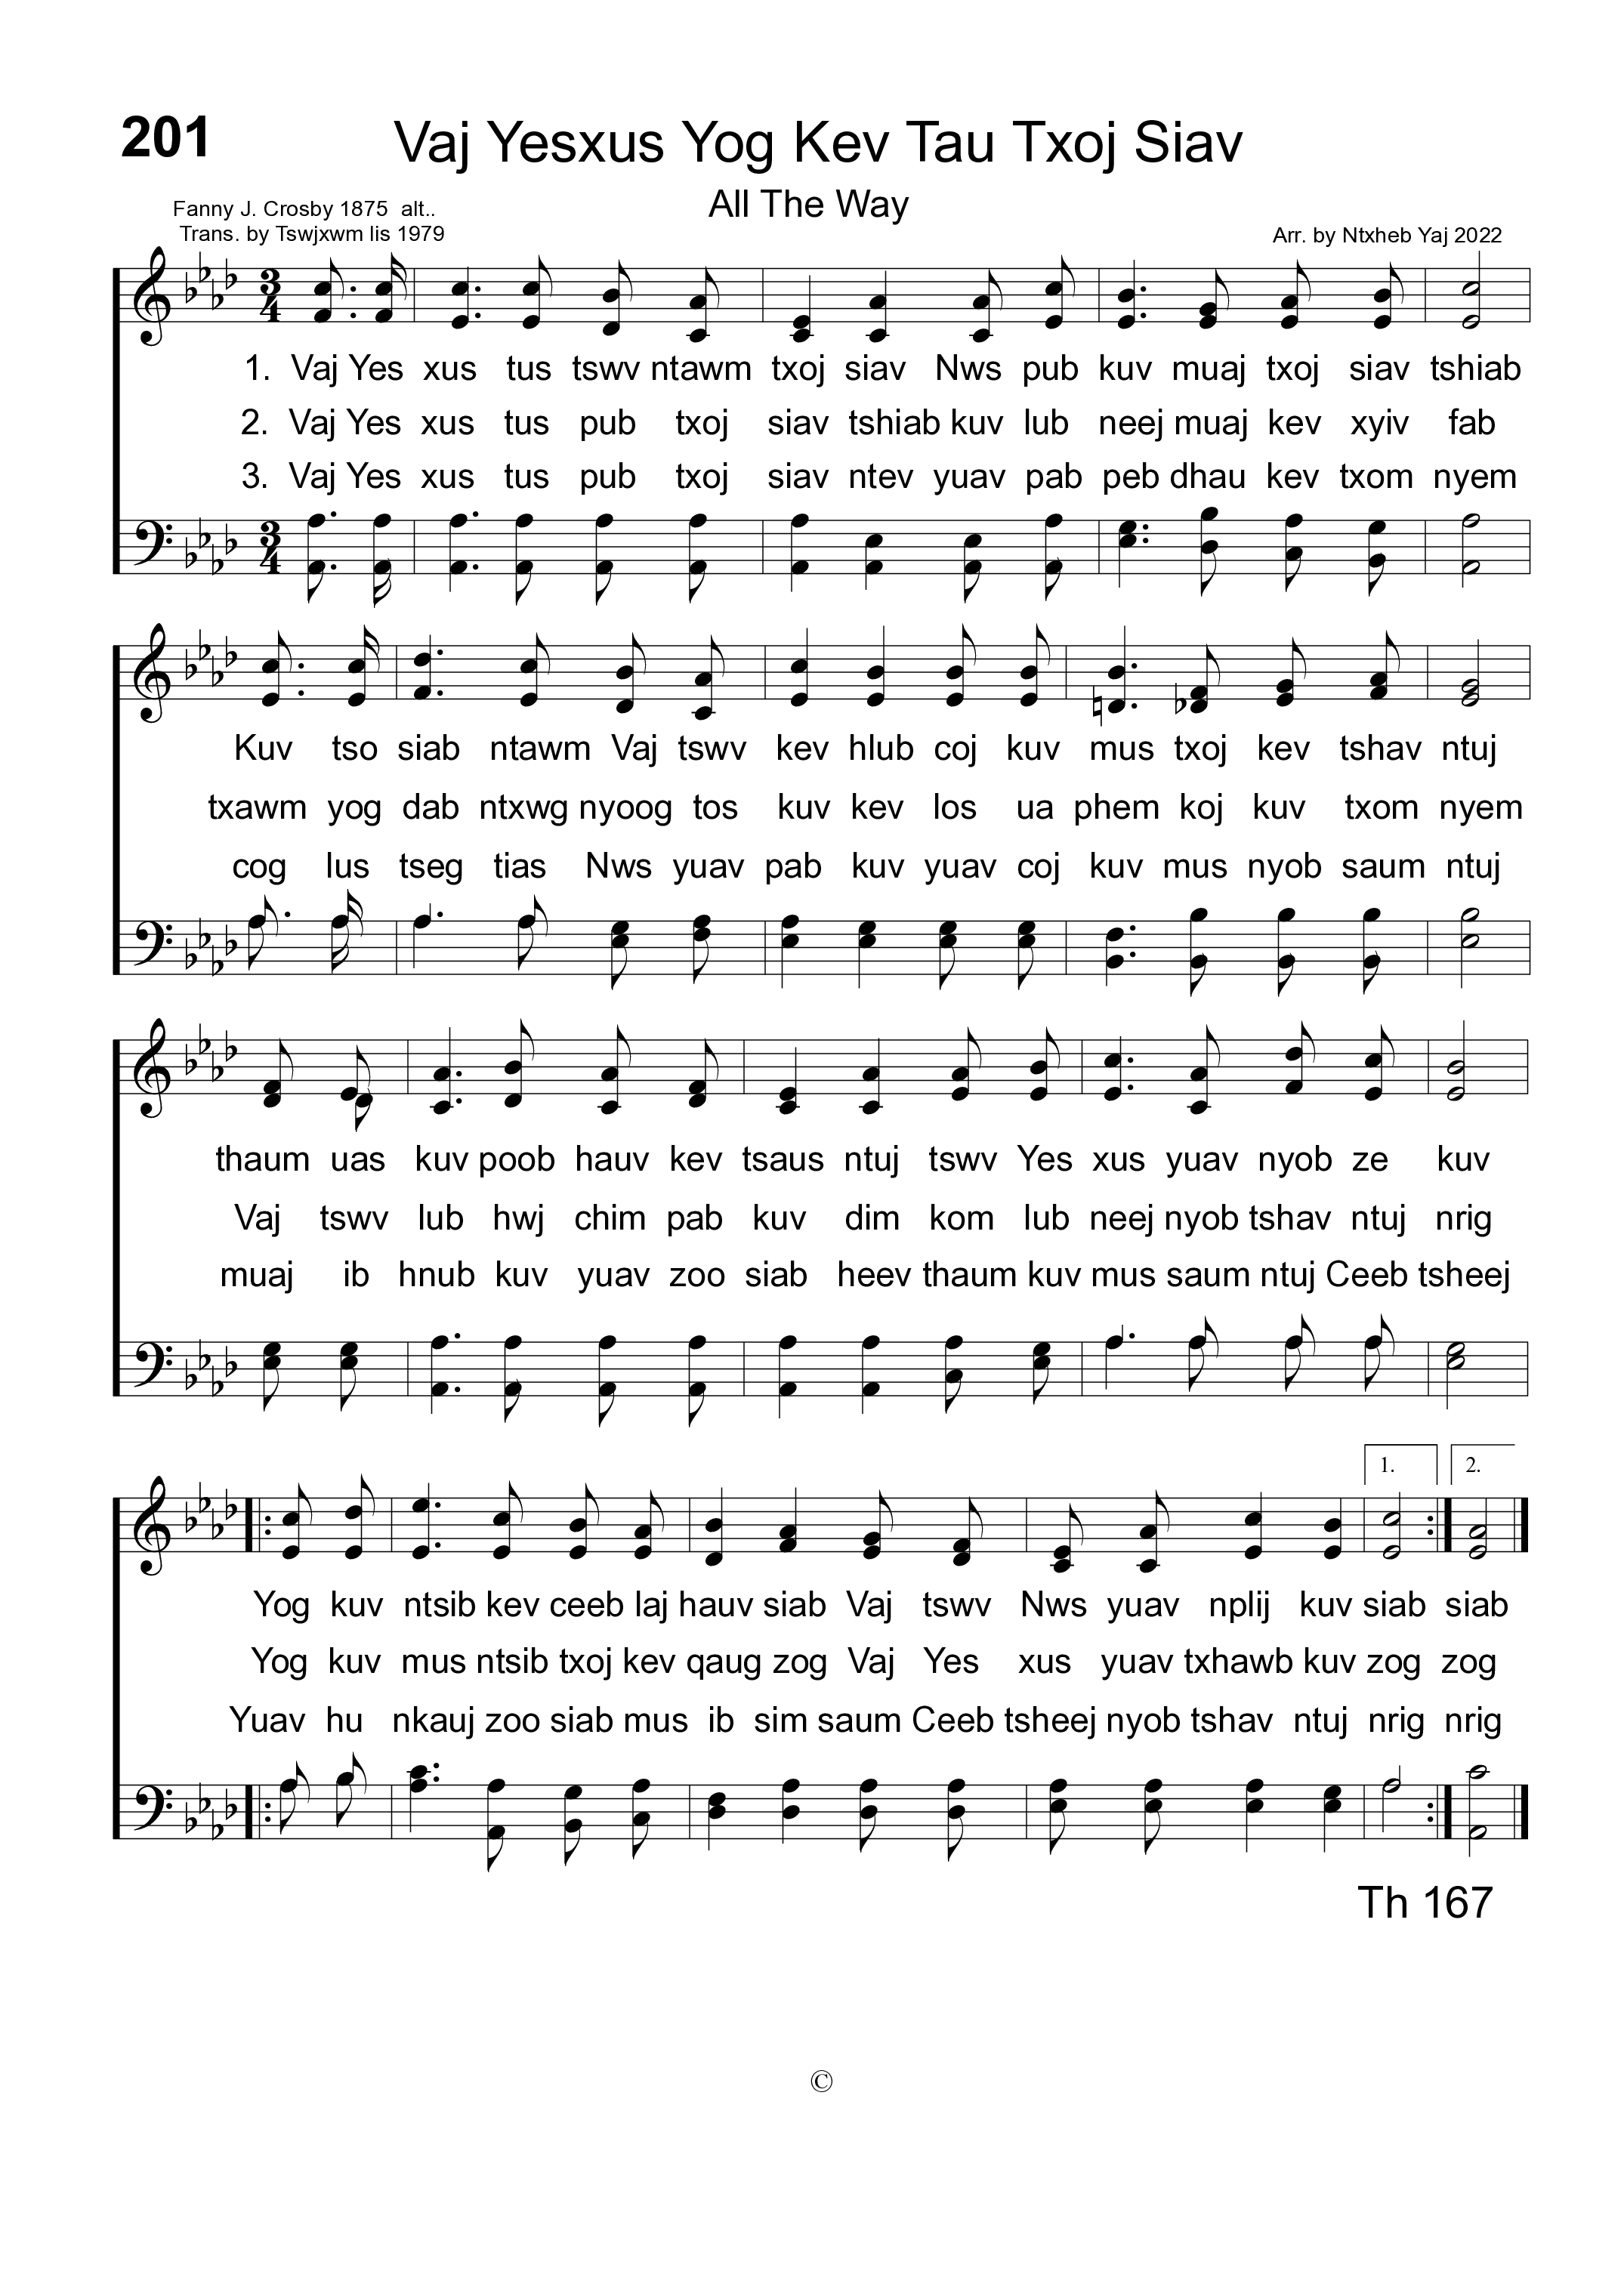 201
Vaj Yesxus Yog Kev Tau Txoj Siav
All The Way
Fanny J. Crosby 1875 alt..
Trans. by Tswjxwm lis 1979
Arr. by Ntxheb Yaj 2022
1. Vaj Yes xus tus tswv ntawm txoj siav Nws pub kuv muaj txoj siav tshiab
2. Vaj Yes xus tus pub txoj siav tshiab kuv lub neej muaj kev xyiv fab
3. Vaj Yes xus tus pub txoj siav ntev yuav pab peb dhau kev txom nyem
Kuv tso siab ntawm Vaj tswv kev hlub coj kuv mus txoj kev tshav ntuj
txawm yog dab ntxwg nyoog tos kuv kev los ua phem koj kuv txom nyem
cog lus tseg tias Nws yuav pab kuv yuav coj kuv mus nyob saum ntuj
thaum uas kuv poob hauv kev tsaus ntuj tswv Yes xus yuav nyob ze kuv
Vaj tswv lub hwj chim pab kuv dim kom lub neej nyob tshav ntuj nrig
muaj ib hnub kuv yuav zoo siab heev thaum kuv mus saum ntuj Ceeb tsheej
1. 2.
Yog kuv ntsib kev ceeb laj hauv siab Vaj tswv Nws yuav nplij kuv siab siab
Yog kuv mus ntsib txoj kev qaug zog Vaj Yes xus yuav txhawb kuv zog zog
Yuav hu nkauj zoo siab mus ib sim saum Ceeb tsheej nyob tshav ntuj nrig nrig
Th 167
©